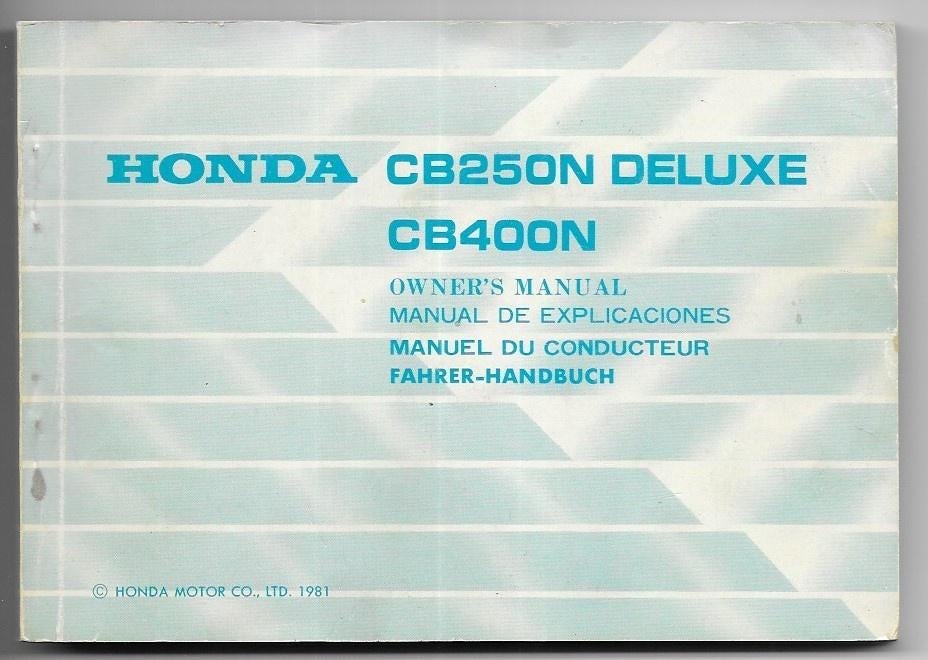 HONDA CB250N DELUXE
CB400N
OWNER'S MANUAL
MANUAL DE EXPLICACIONES
MANUEL DU CONDUCTEUR
FAHRER-HANDBUCH
© HONDA MOTOR CO., LTD. 1981